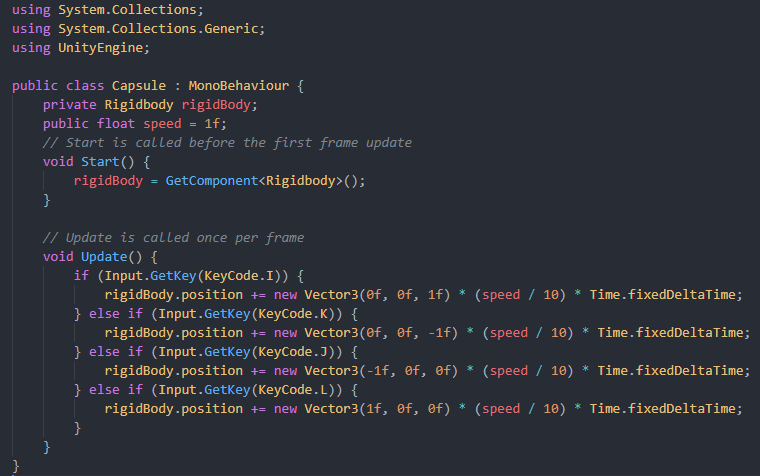 using System.Collections;
using System.Collections.Generic;
using UnityEngine;

public class Capsule : MonoBehaviour {
    private Rigidbody rigidBody;
    public float speed = 1f;
    // Start is called before the first frame update
    void Start() {
        rigidBody = GetComponent<Rigidbody>();
    }

    // Update is called once per frame
    void Update() {
        if (Input.GetKey(KeyCode.I)) {
            rigidBody.position += new Vector3(0f, 0f, 1f) * (speed / 10) * Time.fixedDeltaTime;
        } else if (Input.GetKey(KeyCode.K)) {
            rigidBody.position += new Vector3(0f, 0f, -1f) * (speed / 10) * Time.fixedDeltaTime;
        } else if (Input.GetKey(KeyCode.J)) {
            rigidBody.position += new Vector3(-1f, 0f, 0f) * (speed / 10) * Time.fixedDeltaTime;
        } else if (Input.GetKey(KeyCode.L)) {
            rigidBody.position += new Vector3(1f, 0f, 0f) * (speed / 10) * Time.fixedDeltaTime;
        }
    }
}